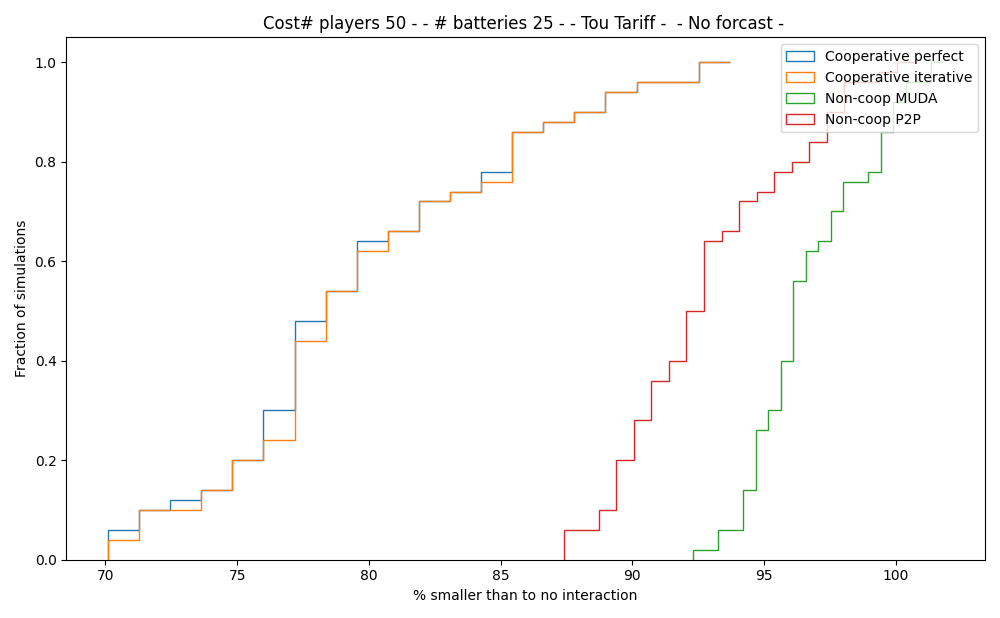 Cost# players 50 - - # batteries 25 - - Tou Tariff -  - No forcast -
Cooperative perfect
Cooperative iterative
Non-coop MUDA
Non-coop P2P
Fraction of simulations
1.0
0.8
0.6
0.4
0.2
0.0
70 75 80 85 90 95 100
% smaller than to no interaction